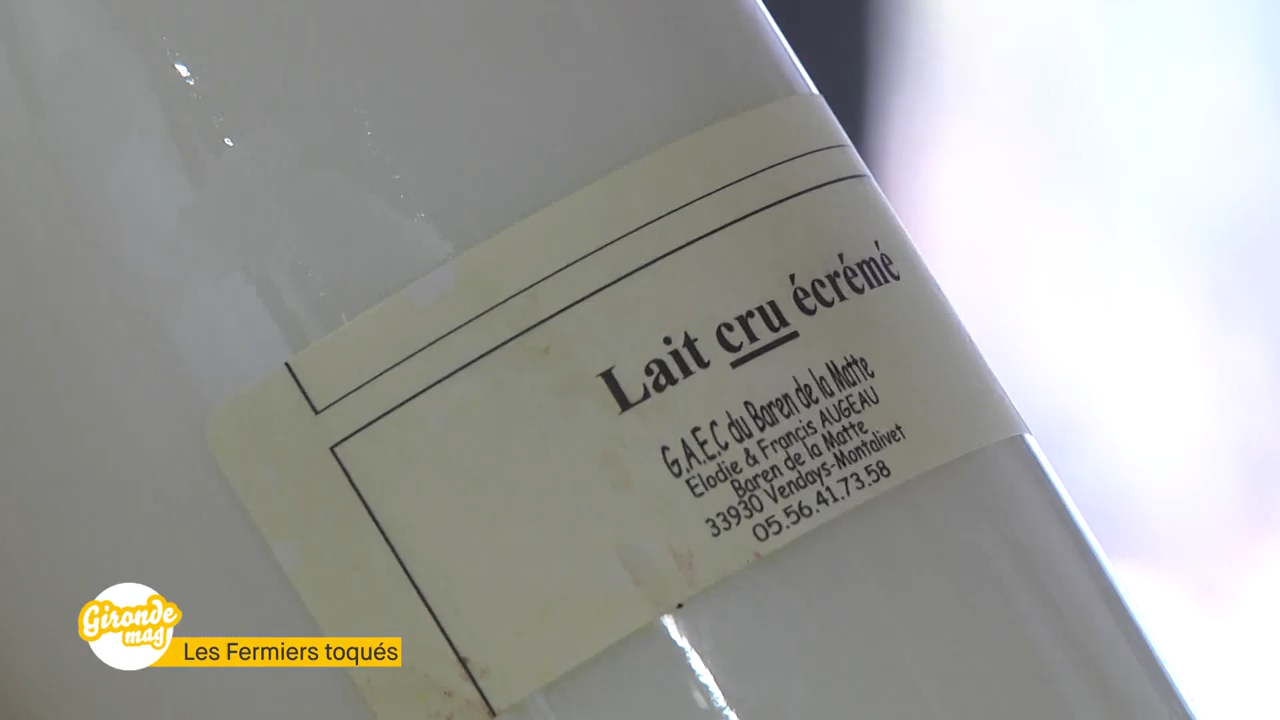 Lait cru écrémé
G.A.E.C du Baren de la Matte
Elodie & Francis AUGEAU
Baren de la Matte
33930 Vendays-Montalivet
05.56.41.73.58
Gironde
mag
Les Fermiers toqués